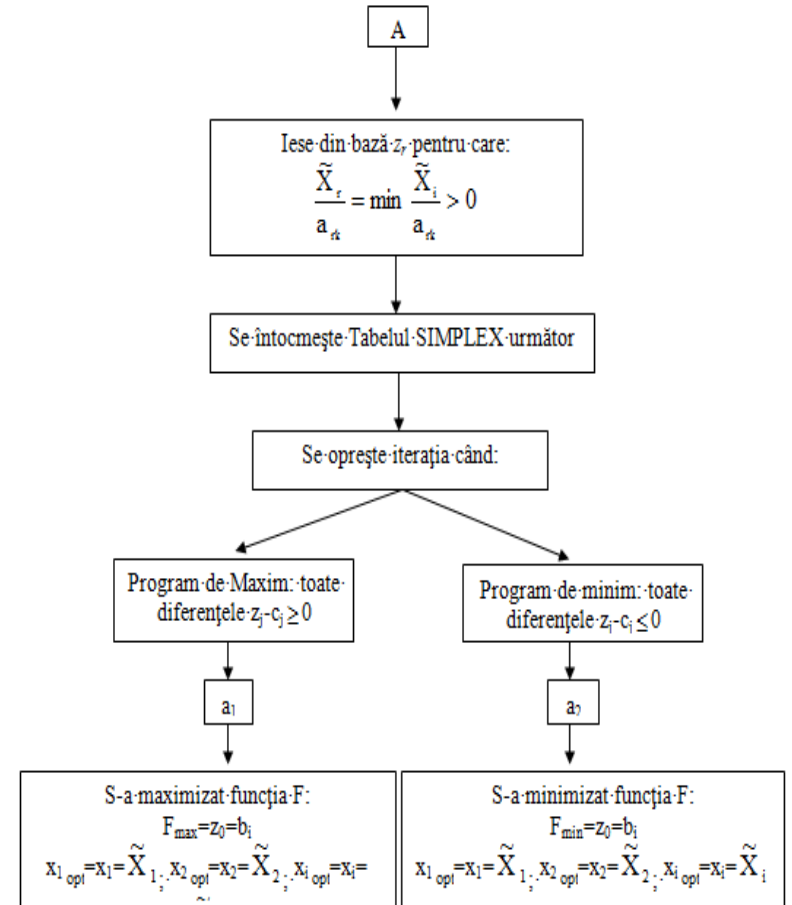 A
Iese·din·bază·zᵣ·pentru·care:
X̃ᵣ / aᵣₖ = min X̃ᵢ / aᵣₖ > 0
Se·întocmeşte·Tabelul·SIMPLEX·următor
Se·opreşte·iteraţia·când:
Program·de·Maxim:·toate·
diferenţele·zⱼ-cⱼ≥0
Program·de·minim:·toate·
diferenţele·zⱼ-cⱼ≤0
a₁
a₂
S-a·maximizat·funcţia·F:
Fmax=z₀=bᵢ
x₁ opt=x₁=X̃₁;·x₂ opt=x₂=X̃₂;·xᵢ opt=xᵢ=
S-a·minimizat·funcţia·F:
Fmin=z₀=bᵢ
x₁ opt=x₁=X̃₁;·x₂ opt=x₂=X̃₂;·xᵢ opt=xᵢ=X̃ᵢ